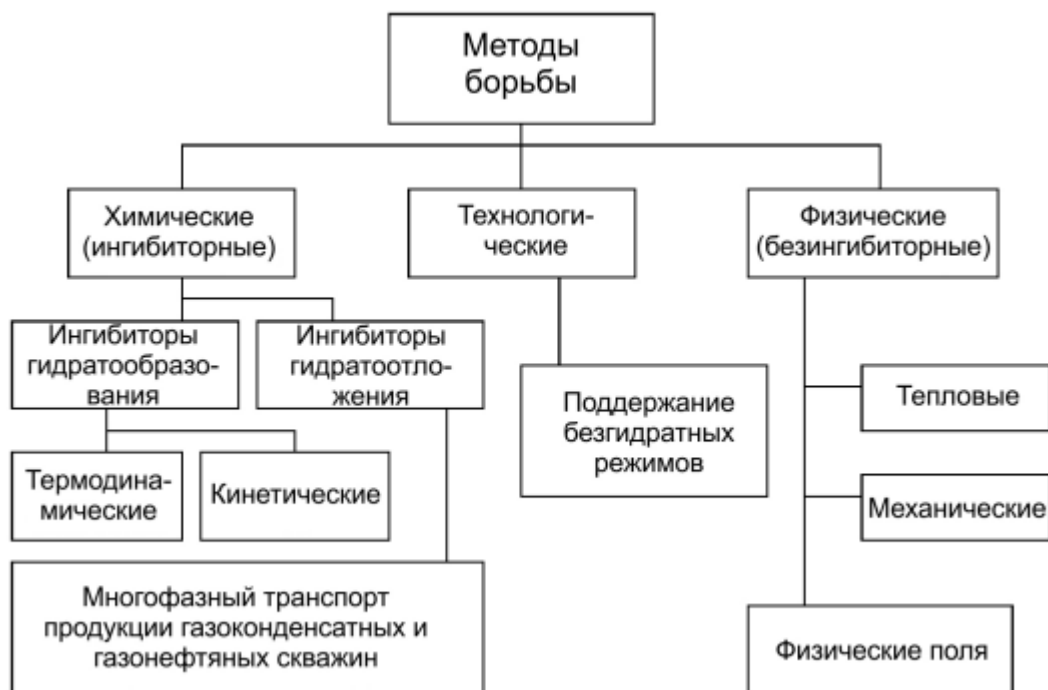 Методы
борьбы
Химические
(ингибиторные)
Технологи-
ческие
Физические
(безингибиторные)
Ингибиторы
гидратообразо-
вания
Ингибиторы
гидратоотло-
жения
Поддержание
безгидратных
режимов
Тепловые
Термодина-
мические
Кинетические
Механические
Многофазный транспорт
продукции газоконденсатных и
газонефтяных скважин
Физические поля